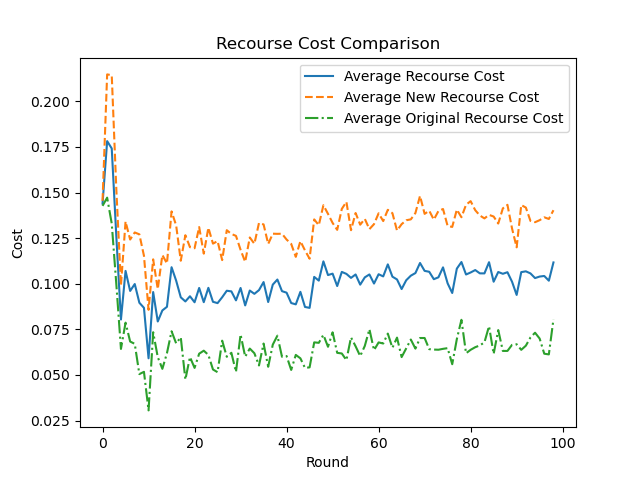 Recourse Cost Comparison
Average Recourse Cost
Average New Recourse Cost
Average Original Recourse Cost
Cost
0.200
0.175
0.150
0.125
0.100
0.075
0.050
0.025
0 20 40 60 80 100
Round